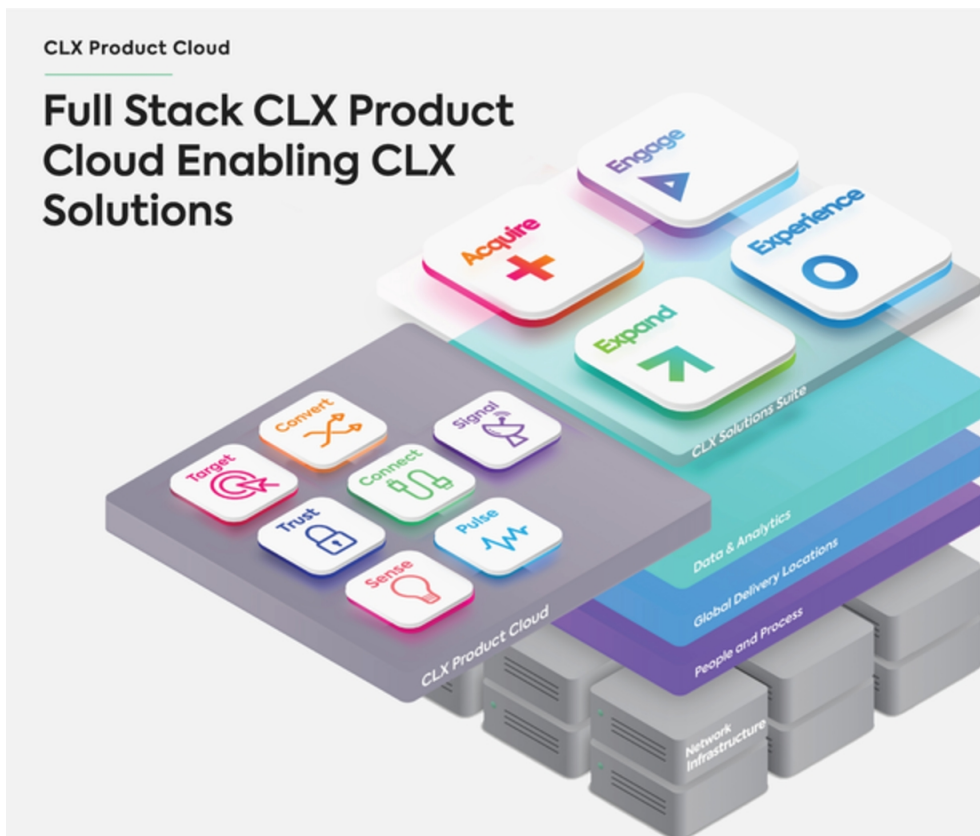 CLX Product Cloud
Full Stack CLX Product
Cloud Enabling CLX
Solutions
Engage
Acquire
Experience
Expand
CLX Solutions Suite
Convert
Signal
Target
Connect
Trust
Pulse
Sense
CLX Product Cloud
Data & Analytics
Global Delivery Locations
People and Process
Network
Infrastructure